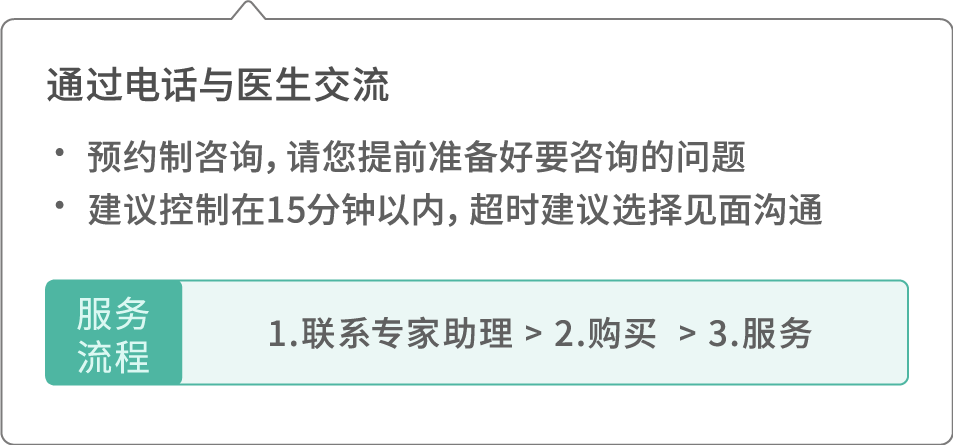 通过电话与医生交流
• 预约制咨询，请您提前准备好要咨询的问题
• 建议控制在15分钟以内，超时建议选择见面沟通
服务
流程
1.联系专家助理 > 2.购买 > 3.服务